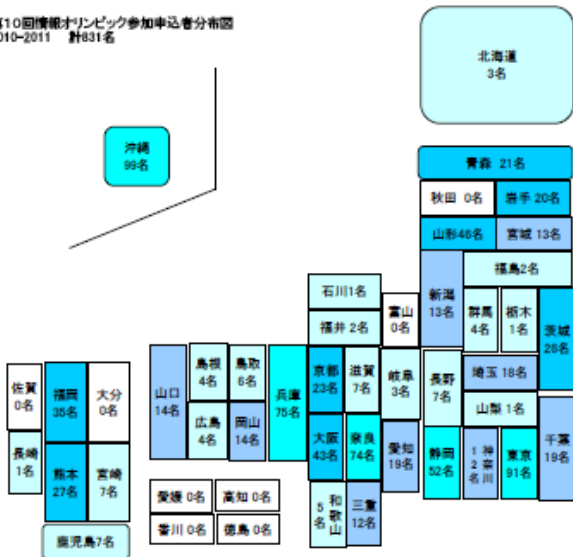 第10回情報オリンピック参加申込者分布図
010-2011 計831名
北海道
3名
沖縄
99名
青森 21名
秋田 0名
岩手 20名
山形46名
宮城 13名
福島2名
新潟
13名
石川1名
富山
0名
群馬
4名
栃木
1名
茨城
26名
福井 2名
島根
4名
鳥取
6名
兵庫
75名
京都
23名
滋賀
7名
岐阜
3名
長野
7名
埼玉 18名
山梨 1名
佐賀
0名
福岡
35名
大分
0名
山口
14名
広島
4名
岡山
14名
大阪
43名
奈良
74名
愛知
19名
静岡
52名
神奈川
12名
東京
91名
千葉
19名
長崎
1名
熊本
27名
宮崎
7名
愛媛 0名
高知 0名
香川 0名
徳島 0名
和歌山
5名
三重
12名
鹿児島7名